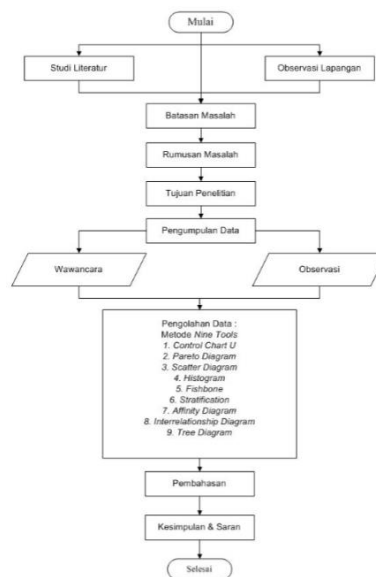 Mulai
Studi Literatur
Observasi Lapangan
Batasan Masalah
Rumusan Masalah
Tujuan Penelitian
Pengumpulan Data
Wawancara
Observasi
Pengolahan Data :
Metode Nine Tools
1. Control Chart U
2. Pareto Diagram
3. Scatter Diagram
4. Histogram
5. Fishbone
6. Stratification
7. Affinity Diagram
8. Interrelationship Diagram
9. Tree Diagram
Pembahasan
Kesimpulan & Saran
Selesai